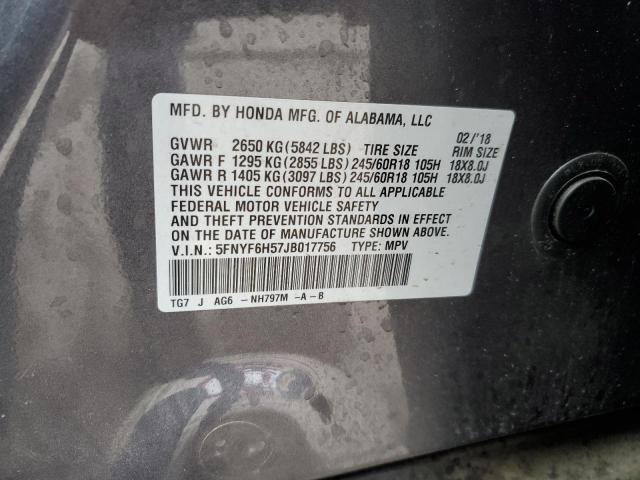 MFD. BY HONDA MFG. OF ALABAMA, LLC
GVWR 2650 KG (5842 LBS) TIRE SIZE 02/'18 RIM SIZE
GAWR F 1295 KG (2855 LBS) 245/60R18 105H 18X8.0J
GAWR R 1405 KG (3097 LBS) 245/60R18 105H 18X8.0J
THIS VEHICLE CONFORMS TO ALL APPLICABLE
FEDERAL MOTOR VEHICLE SAFETY
AND THEFT PREVENTION STANDARDS IN EFFECT
ON THE DATE OF MANUFACTURE SHOWN ABOVE.
V.I.N.: 5FNYF6H57JB017756 TYPE: MPV
TG7 J AG6 -NH797M -A-B